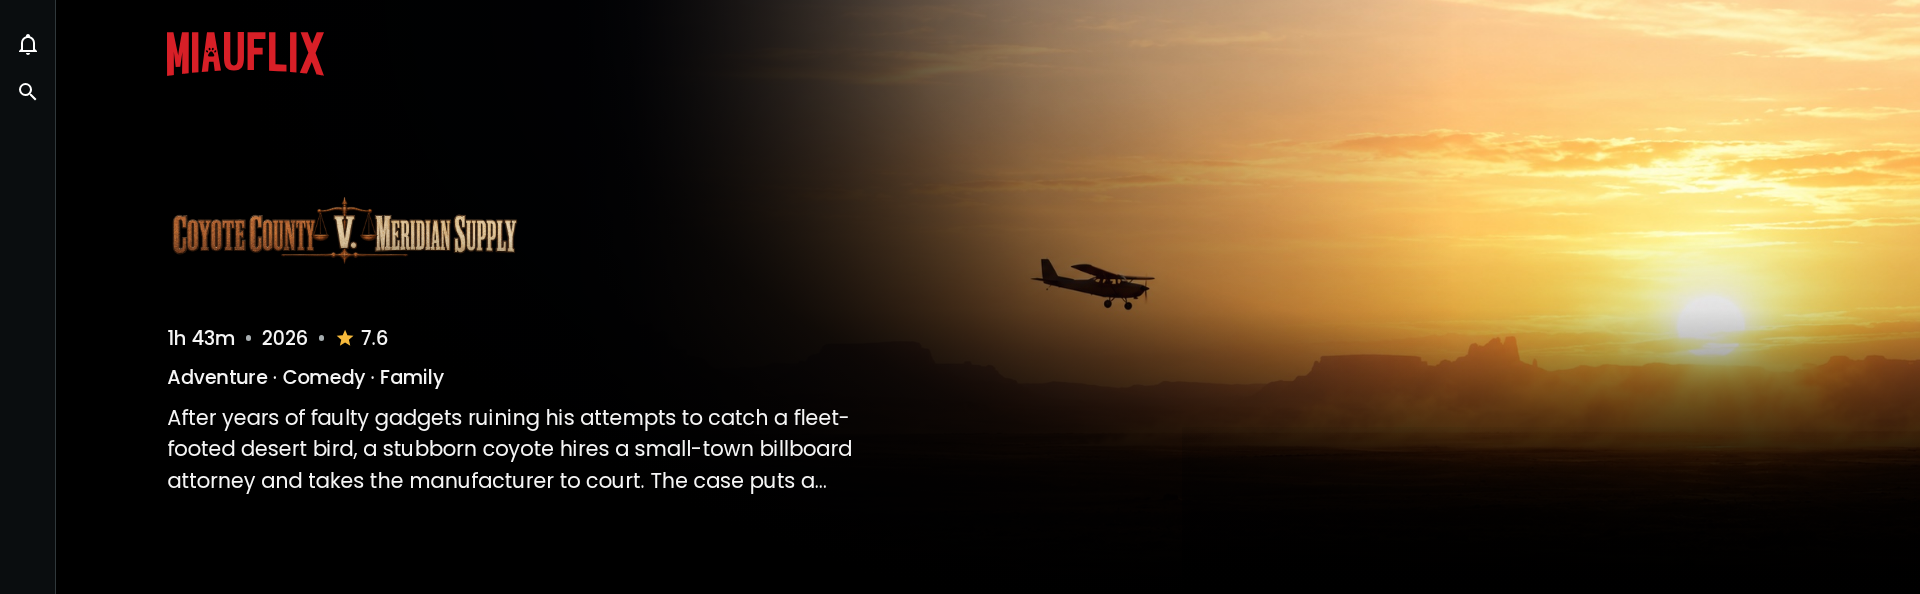 MIAUFLIX
COYOTE COUNTY V. MERIDIAN SUPPLY
1h 43m • 2026 • ★ 7.6
Adventure · Comedy · Family
After years of faulty gadgets ruining his attempts to catch a fleet-
footed desert bird, a stubborn coyote hires a small-town billboard
attorney and takes the manufacturer to court. The case puts a...